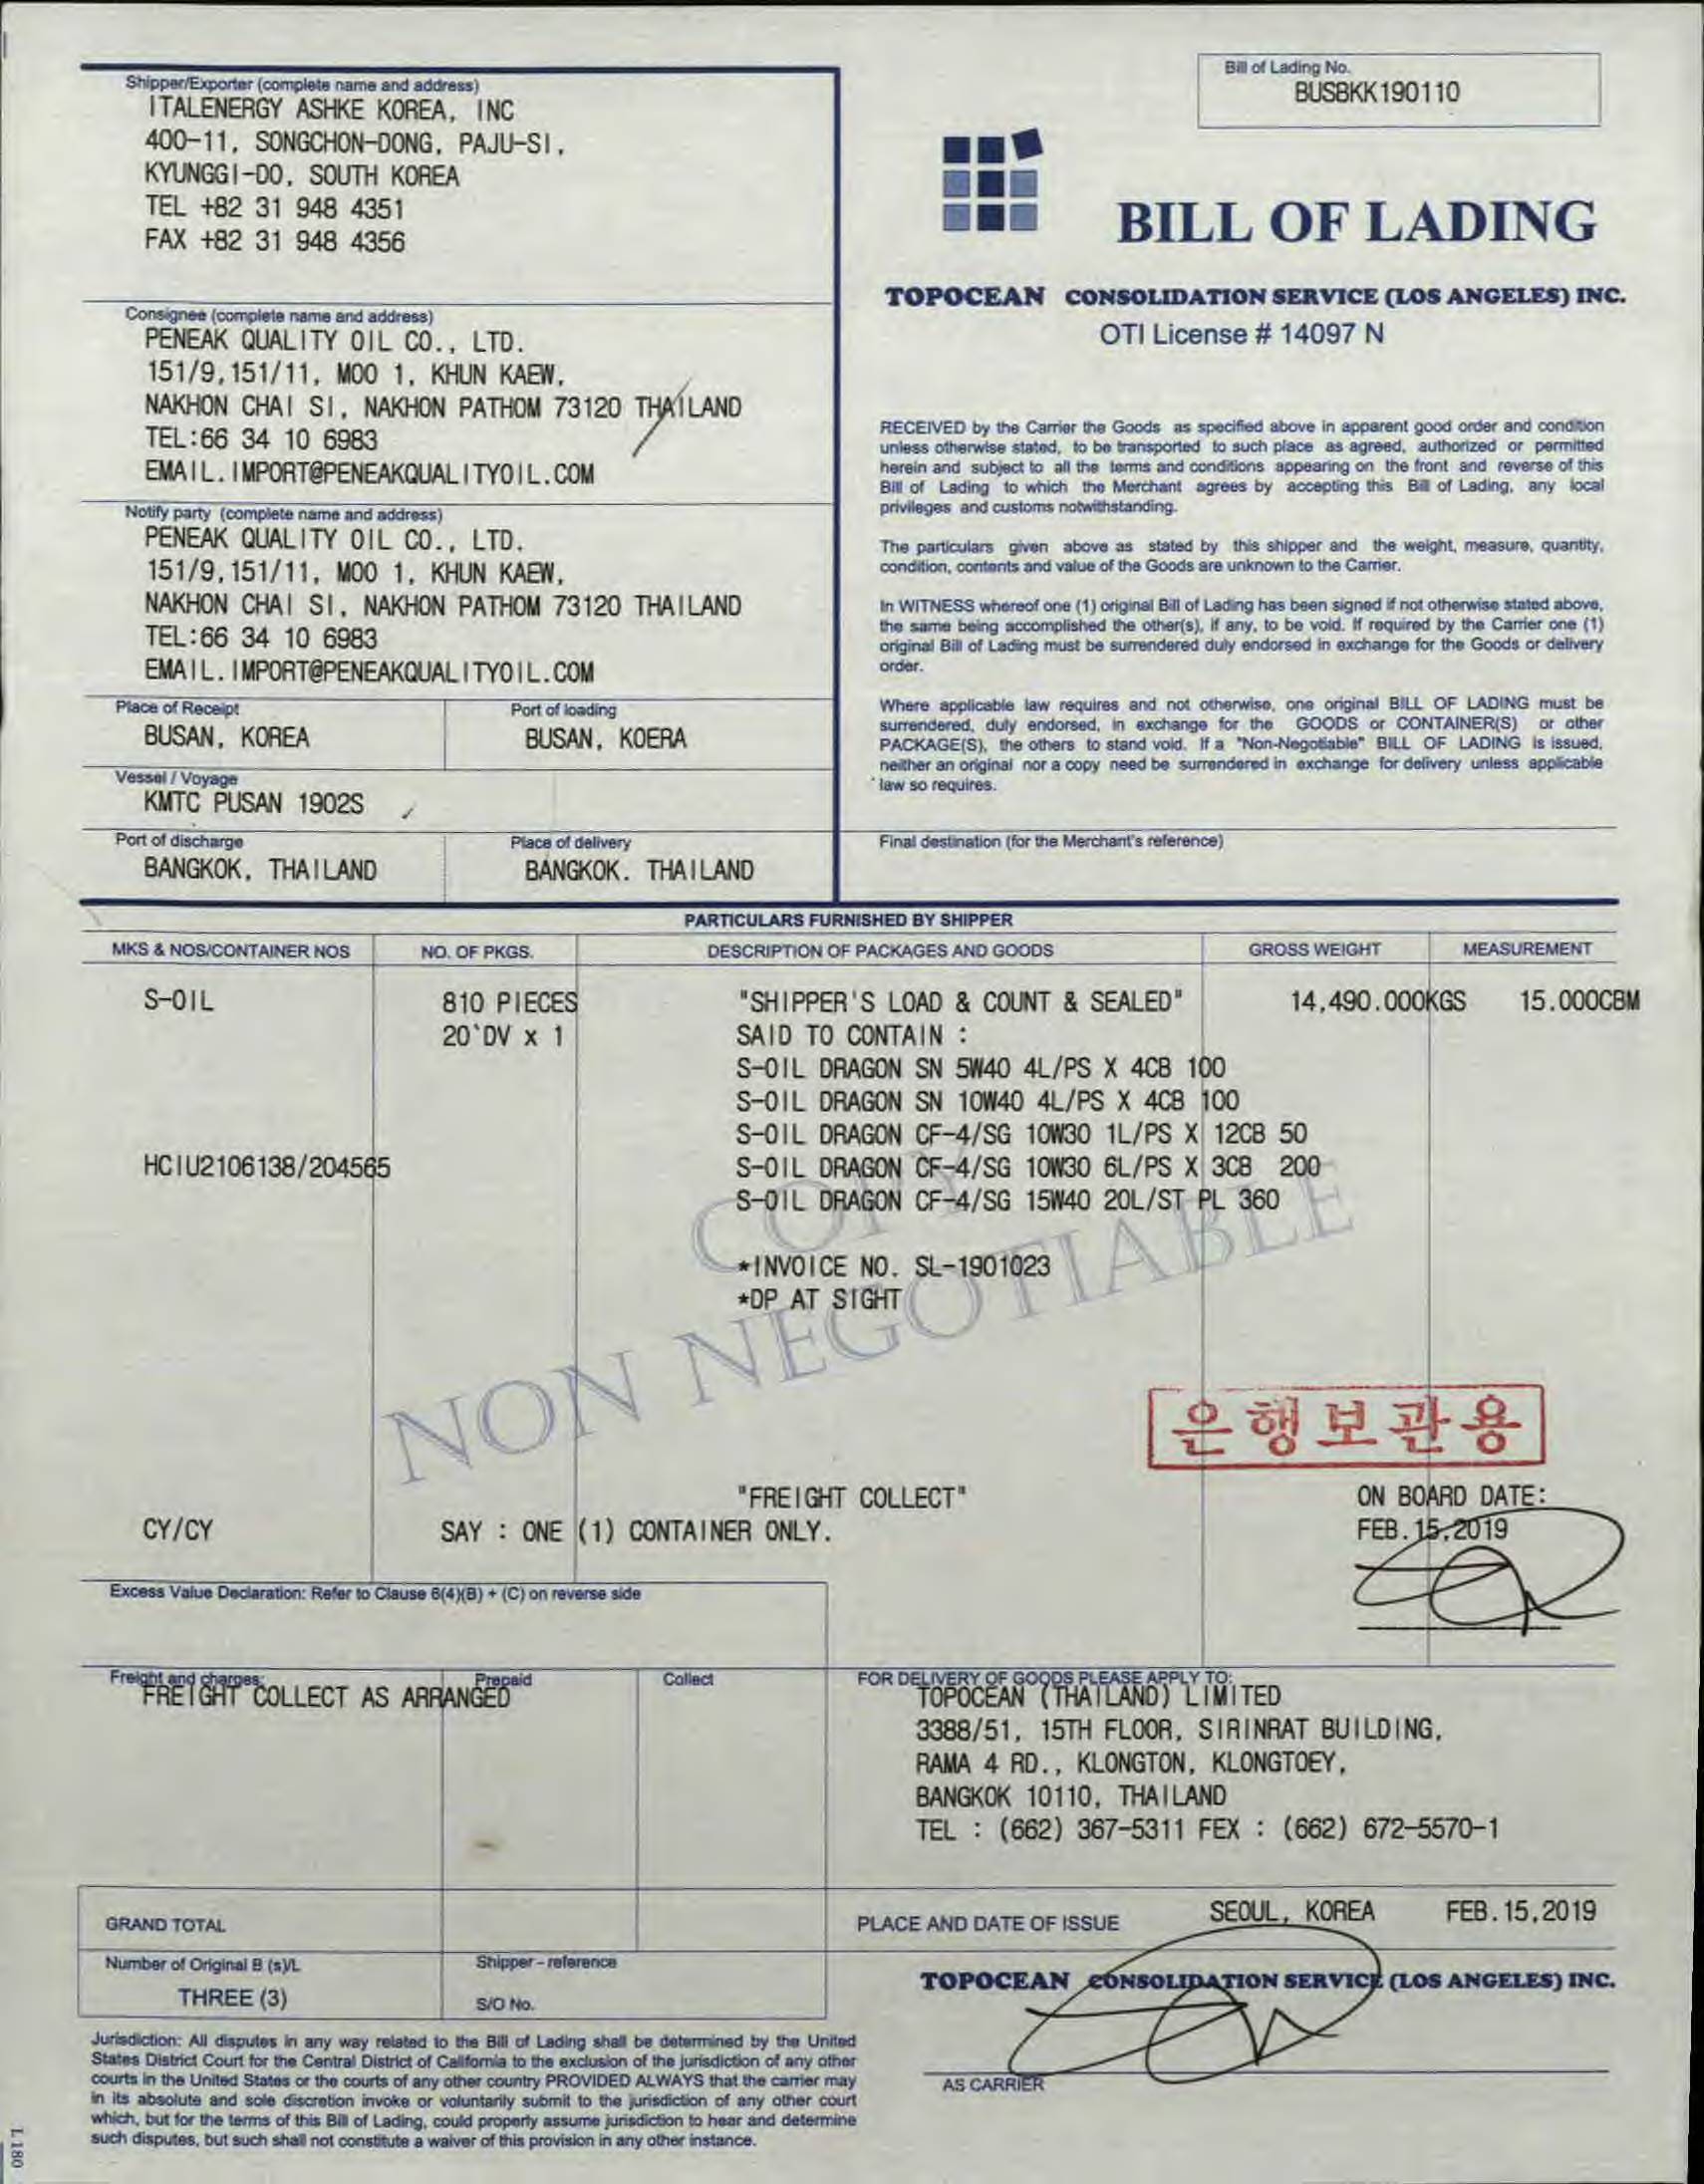 Bill of Lading No.
BUSBKK190110
Shipper/Exporter (complete name and address)
ITALENERGY ASHKE KOREA, INC
400-11, SONGCHON-DONG, PAJU-SI,
KYUNGGI-DO, SOUTH KOREA
TEL +82 31 948 4351
FAX +82 31 948 4356
BILL OF LADING
TOPOCEAN CONSOLIDATION SERVICE (LOS ANGELES) INC.
OTI License # 14097 N
Consignee (complete name and address)
PENEAK QUALITY OIL CO., LTD.
151/9,151/11, MOO 1, KHUN KAEW,
NAKHON CHAI SI, NAKHON PATHOM 73120 THAILAND
TEL:66 34 10 6983
EMAIL.IMPORT@PENEAKQUALITYOIL.COM
Notify party (complete name and address)
PENEAK QUALITY OIL CO., LTD.
151/9,151/11, MOO 1, KHUN KAEW,
NAKHON CHAI SI, NAKHON PATHOM 73120 THAILAND
TEL:66 34 10 6983
EMAIL.IMPORT@PENEAKQUALITYOIL.COM
RECEIVED by the Carrier the Goods as specified above in apparent good order and condition
unless otherwise stated, to be transported to such place as agreed, authorized or permitted
herein and subject to all the terms and conditions appearing on the front and reverse of this
Bill of Lading to which the Merchant agrees by accepting this Bill of Lading, any local
privileges and customs notwithstanding.
The particulars given above as stated by this shipper and the weight, measure, quantity,
condition, contents and value of the Goods are unknown to the Carrier.
In WITNESS whereof one (1) original Bill of Lading has been signed if not otherwise stated above,
the same being accomplished the other(s), if any, to be void. If required by the Carrier one (1)
original Bill of Lading must be surrendered duly endorsed in exchange for the Goods or delivery
order.
Where applicable law requires and not otherwise, one original BILL OF LADING must be
surrendered, duly endorsed, in exchange for the GOODS or CONTAINER(S) or other
PACKAGE(S), the others to stand void. If a "Non-Negotiable" BILL OF LADING is issued,
neither an original nor a copy need be surrendered in exchange for delivery unless applicable
law so requires.
Place of Receipt Port of loading
BUSAN, KOREA BUSAN, KOERA
Vessel / Voyage
KMTC PUSAN 1902S
Port of discharge Place of delivery Final destination (for the Merchant's reference)
BANGKOK, THAILAND BANGKOK. THAILAND
PARTICULARS FURNISHED BY SHIPPER
MKS & NOS/CONTAINER NOS NO. OF PKGS. DESCRIPTION OF PACKAGES AND GOODS GROSS WEIGHT MEASUREMENT
S-OIL 810 PIECES "SHIPPER'S LOAD & COUNT & SEALED" 14,490.000KGS 15.000CBM
20`DV x 1 SAID TO CONTAIN :
S-OIL DRAGON SN 5W40 4L/PS X 4CB 100
S-OIL DRAGON SN 10W40 4L/PS X 4CB 100
S-OIL DRAGON CF-4/SG 10W30 1L/PS X 12CB 50
HCIU2106138/204565 S-OIL DRAGON CF-4/SG 10W30 6L/PS X 3CB 200
S-OIL DRAGON CF-4/SG 15W40 20L/ST PL 360
COPY
NON NEGOTIABLE
*INVOICE NO. SL-1901023
*DP AT SIGHT
은행보관용
"FREIGHT COLLECT" ON BOARD DATE:
CY/CY SAY : ONE (1) CONTAINER ONLY. FEB.15,2019
Excess Value Declaration: Refer to Clause 6(4)(B) + (C) on reverse side
Freight and charges: Prepaid Collect FOR DELIVERY OF GOODS PLEASE APPLY TO:
FREIGHT COLLECT AS ARRANGED TOPOCEAN (THAILAND) LIMITED
3388/51, 15TH FLOOR, SIRINRAT BUILDING,
RAMA 4 RD., KLONGTON, KLONGTOEY,
BANGKOK 10110, THAILAND
TEL : (662) 367-5311 FEX : (662) 672-5570-1
GRAND TOTAL PLACE AND DATE OF ISSUE SEOUL, KOREA FEB.15,2019
Number of Original B (s)/L Shipper - reference
THREE (3) S/O No.
TOPOCEAN CONSOLIDATION SERVICE (LOS ANGELES) INC.
AS CARRIER
Jurisdiction: All disputes in any way related to the Bill of Lading shall be determined by the United
States District Court for the Central District of California to the exclusion of the jurisdiction of any other
courts in the United States or the courts of any other country PROVIDED ALWAYS that the carrier may
in its absolute and sole discretion invoke or voluntarily submit to the jurisdiction of any other court
which, but for the terms of this Bill of Lading, could properly assume jurisdiction to hear and determine
such disputes, but such shall not constitute a waiver of this provision in any other instance.
L 180